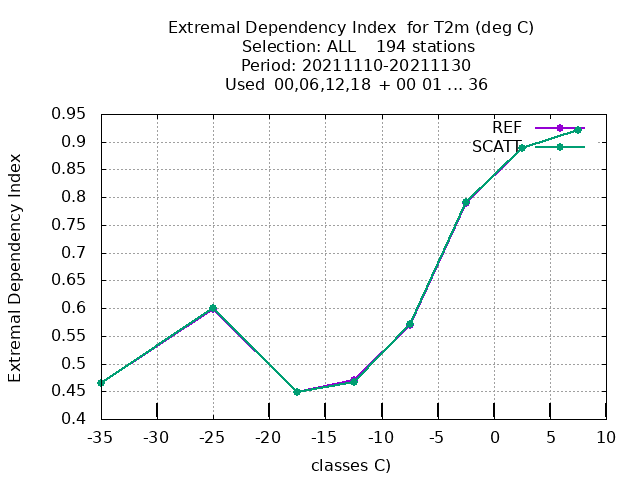 Extremal Dependency Index  for T2m (deg C)
Selection: ALL    194 stations
Period: 20211110-20211130
Used  00,06,12,18  + 00 01 ... 36
Extremal Dependency Index
0.95
0.9
0.85
0.8
0.75
0.7
0.65
0.6
0.55
0.5
0.45
0.4
REF
SCATT
-35 -30 -25 -20 -15 -10 -5 0 5 10
classes C)